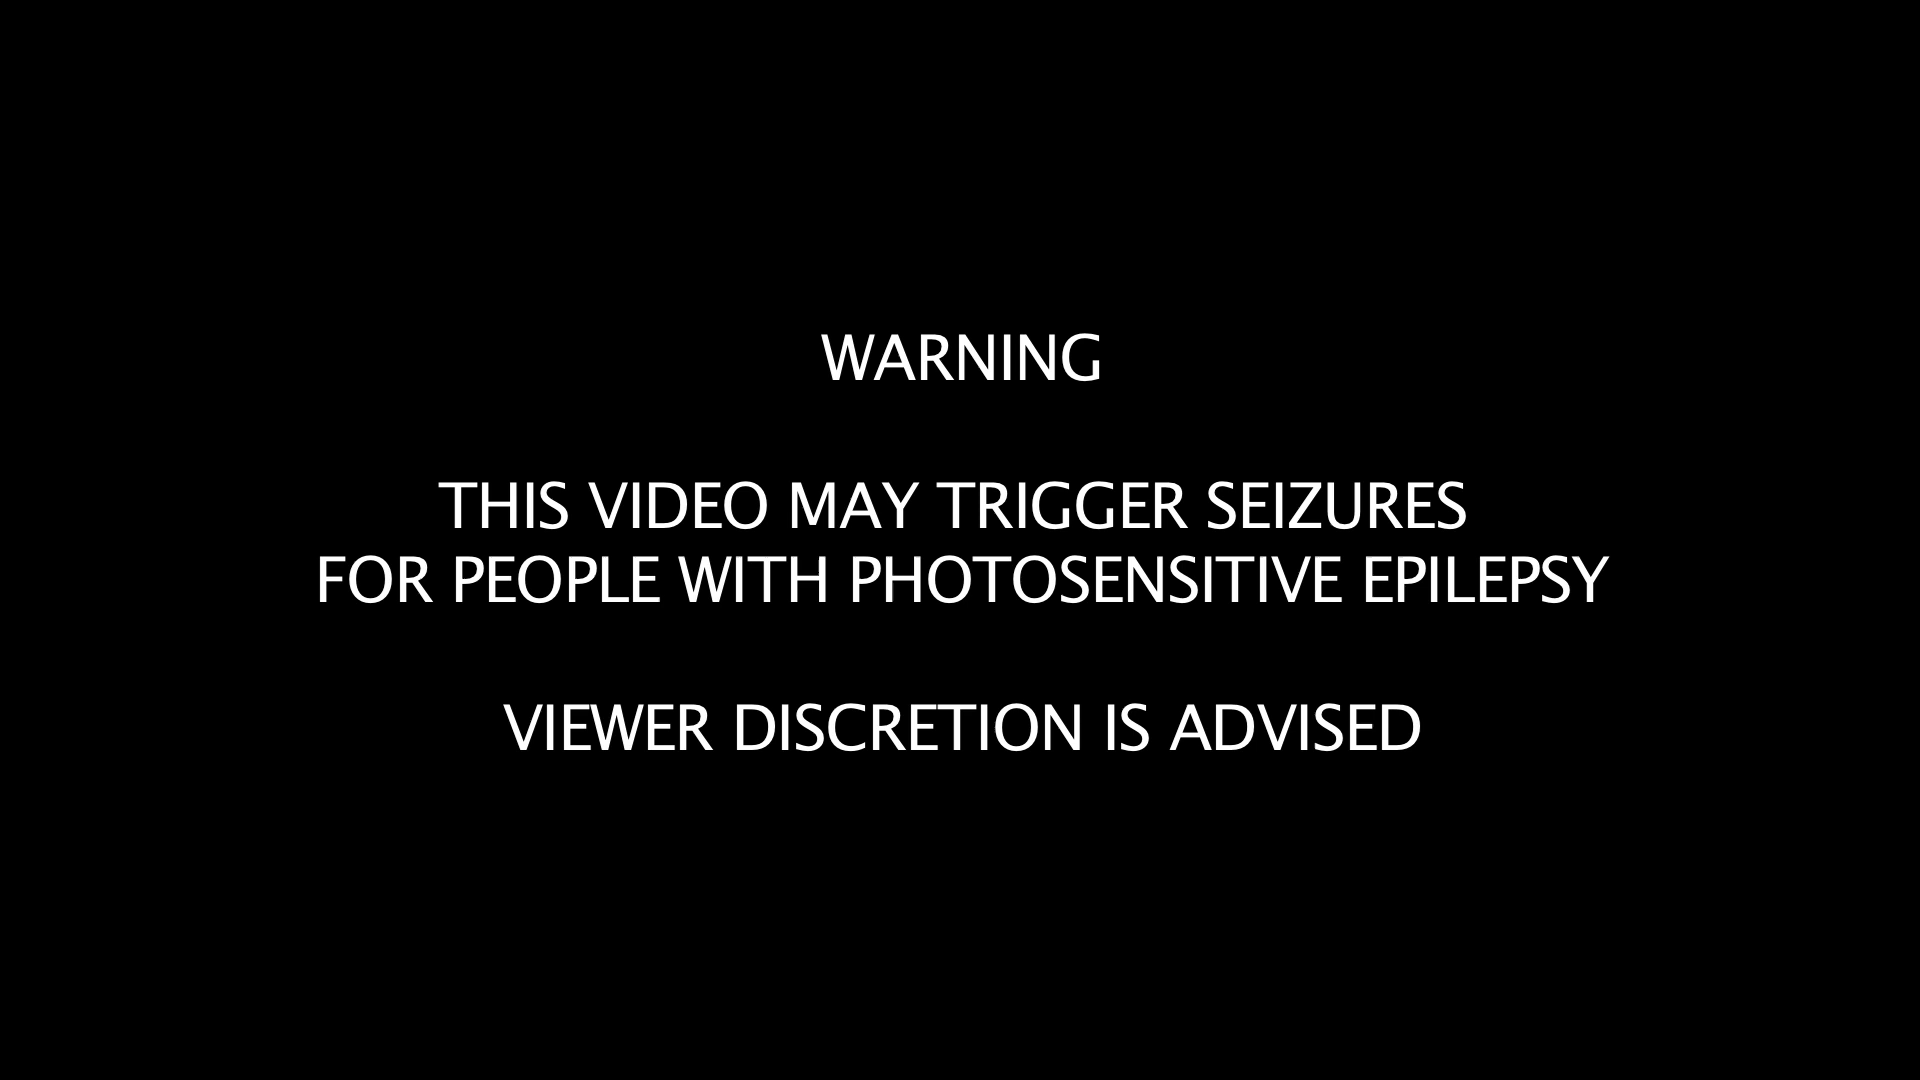 WARNING
THIS VIDEO MAY TRIGGER SEIZURES
FOR PEOPLE WITH PHOTOSENSITIVE EPILEPSY
VIEWER DISCRETION IS ADVISED